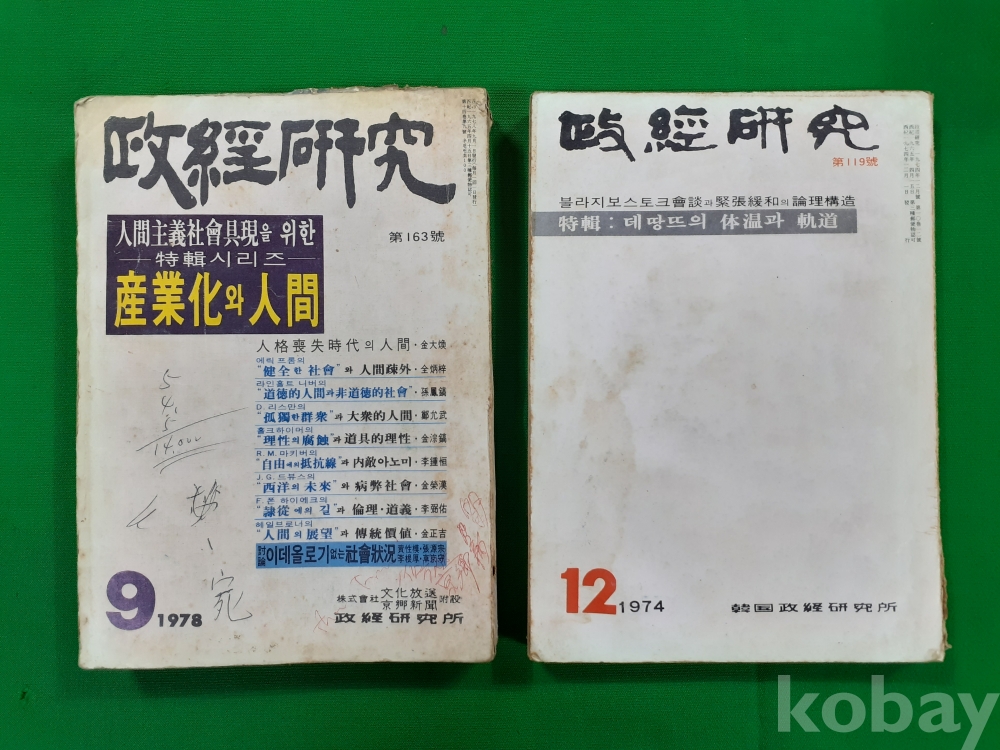 政經硏究
人間主義社會具現을 위한
特輯시리즈
産業化와 人間
第163號
人格喪失時代의 人間·金大煥
에릭 프롬의
"健全한 社會"와 人間疎外·全炳梓
라인홀트 니버의
"道德的人間과 非道德的社會"·孫鳳鎬
D. 리스만의
"孤獨한 群衆"과 大衆的人間·鄭允武
홀크하이머의
"理性의 腐蝕"과 道具的理性·金淙鎬
R.M.마키버의
"自由에의 抵抗線"과 內敵아노미·李鍾恒
J.G.드뷰스의
"西洋의 未來"와 病弊社會·金榮漢
F.폰 하이예크의
"隷從에의 길"과 倫理·道義·李弼佑
헤일브로너의
"人間의 展望"과 傳統價値·金正吉
討論 이데올로기 없는 社會狀況
5
4.
5
14,000
9 1978
株式會社 文化放送 京鄕新聞 附設
政經硏究所
政經硏究
第119號
블라지보스토크會談과 緊張緩和의 論理構造
特輯：데땅뜨의 体温과 軌道
12 1974
韓国政經硏究所
kobay